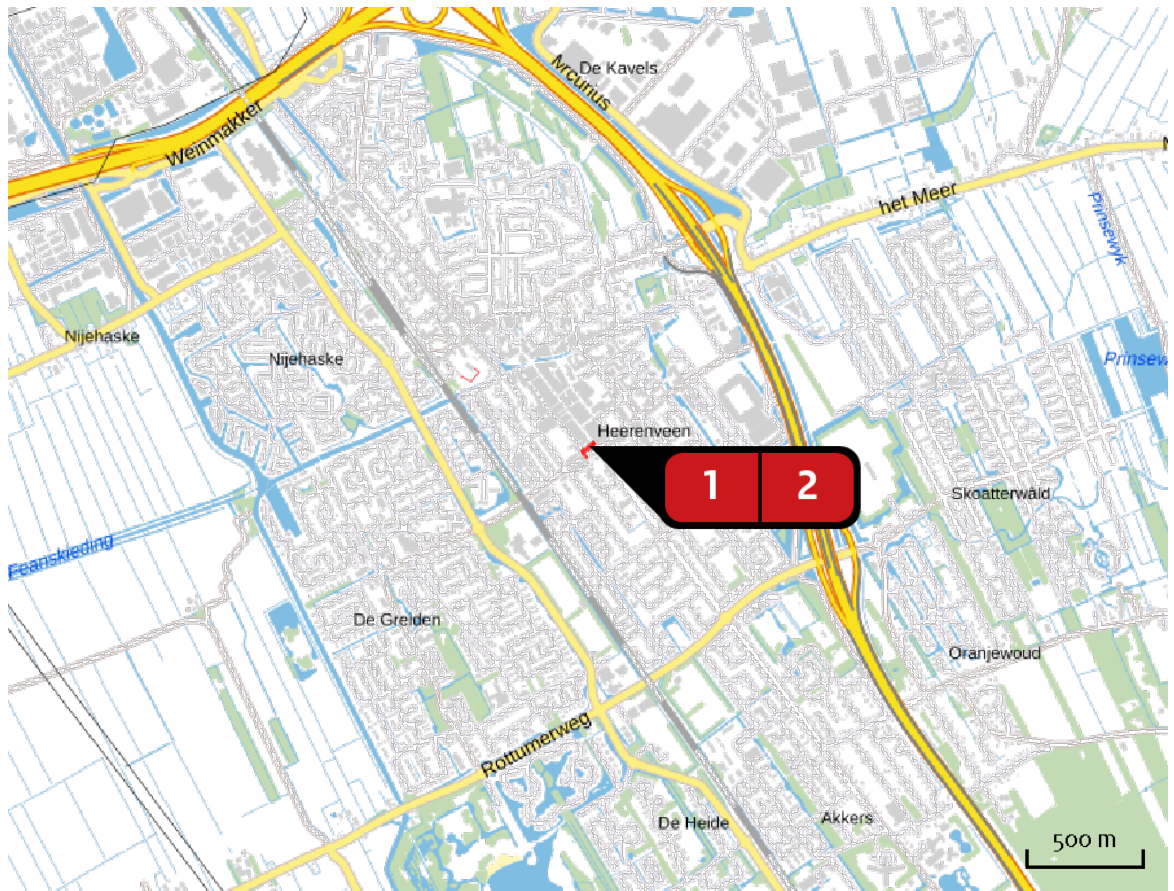 De Kavels
Weinmakker
het Meer
Prinsewyk
Nijehaske
Nijehaske
Prinsew
Heerenveen
1 2
Skoatterwâld
Feanskieding
De Greiden
Oranjewoud
Rottumerweg
De Heide
Akkers
500 m